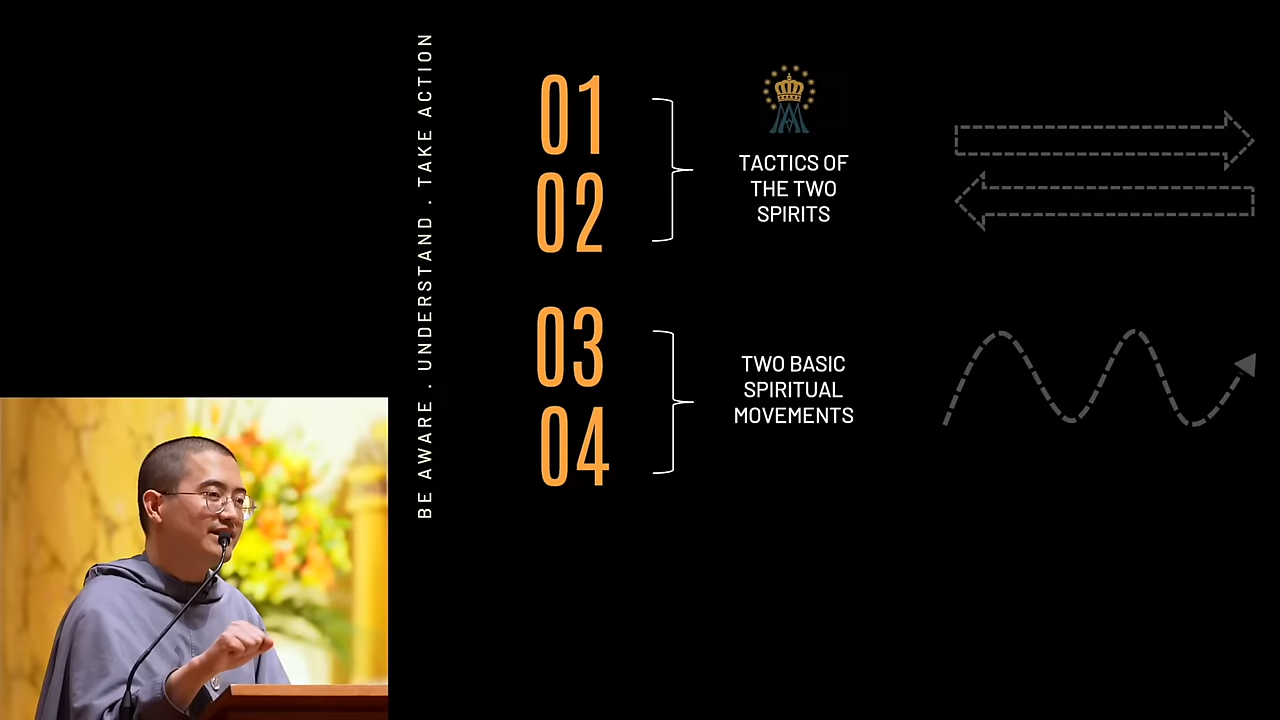 BE AWARE . UNDERSTAND . TAKE ACTION
01
02
TACTICS OF
THE TWO
SPIRITS
03
04
TWO BASIC
SPIRITUAL
MOVEMENTS